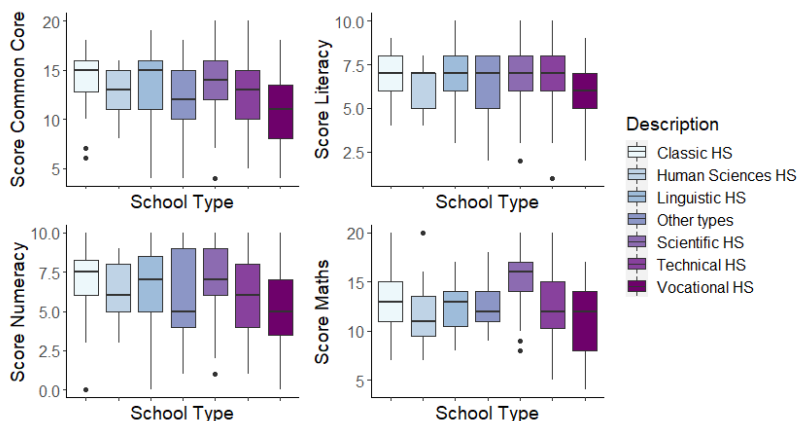 Score Common Core
20
15
10
5
School Type
Score Literacy
10.0
7.5
5.0
2.5
School Type
Score Numeracy
10.0
7.5
5.0
2.5
0.0
School Type
Score Maths
20
15
10
5
School Type
Description
Classic HS
Human Sciences HS
Linguistic HS
Other types
Scientific HS
Technical HS
Vocational HS